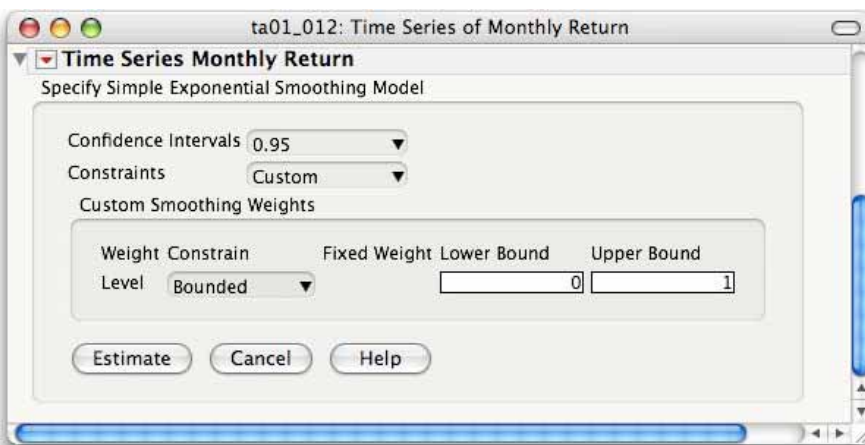 ta01_012: Time Series of Monthly Return
Time Series Monthly Return
Specify Simple Exponential Smoothing Model
Confidence Intervals 0.95
Constraints Custom
Custom Smoothing Weights
Weight Constrain Fixed Weight Lower Bound Upper Bound
Level Bounded 0 1
Estimate Cancel Help